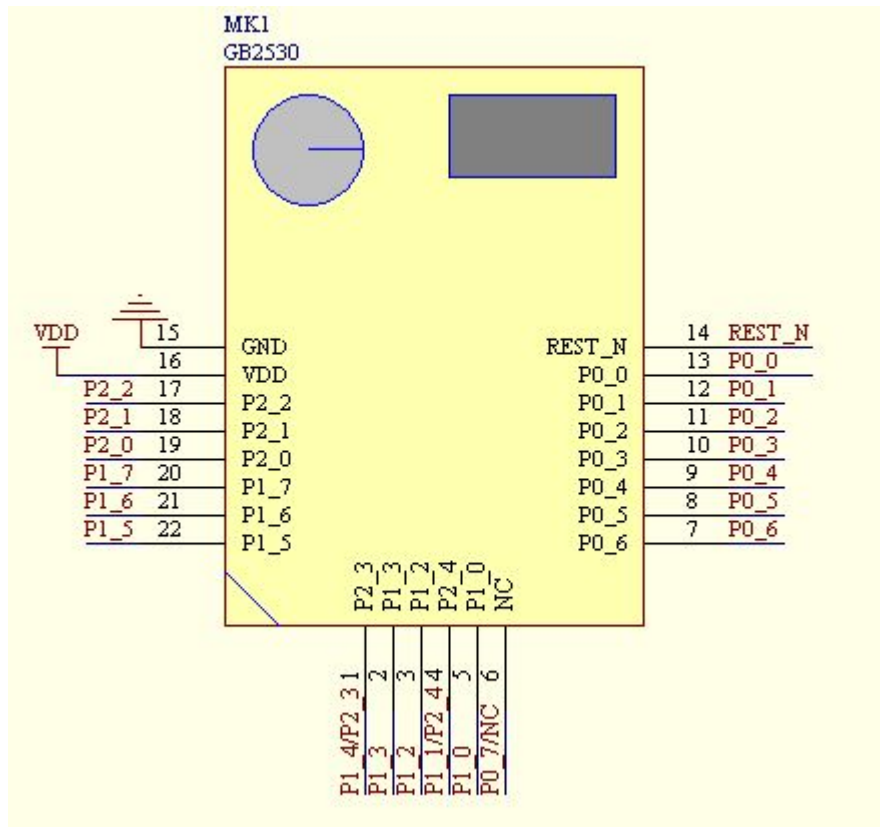 MK1
GB2530
VDD
15 GND
16 VDD
P2_2 17 P2_2
P2_1 18 P2_1
P2_0 19 P2_0
P1_7 20 P1_7
P1_6 21 P1_6
P1_5 22 P1_5
REST_N 14 REST_N
P0_0 13 P0_0
P0_1 12 P0_1
P0_2 11 P0_2
P0_3 10 P0_3
P0_4 9 P0_4
P0_5 8 P0_5
P0_6 7 P0_6
P2_3
P1_3
P1_2
P2_4
P1_0
NC
P1_4/P2_3 1
P1_3 2
P1_2 3
P1_1/P2_4 4
P1_0 5
P0_7/NC 6